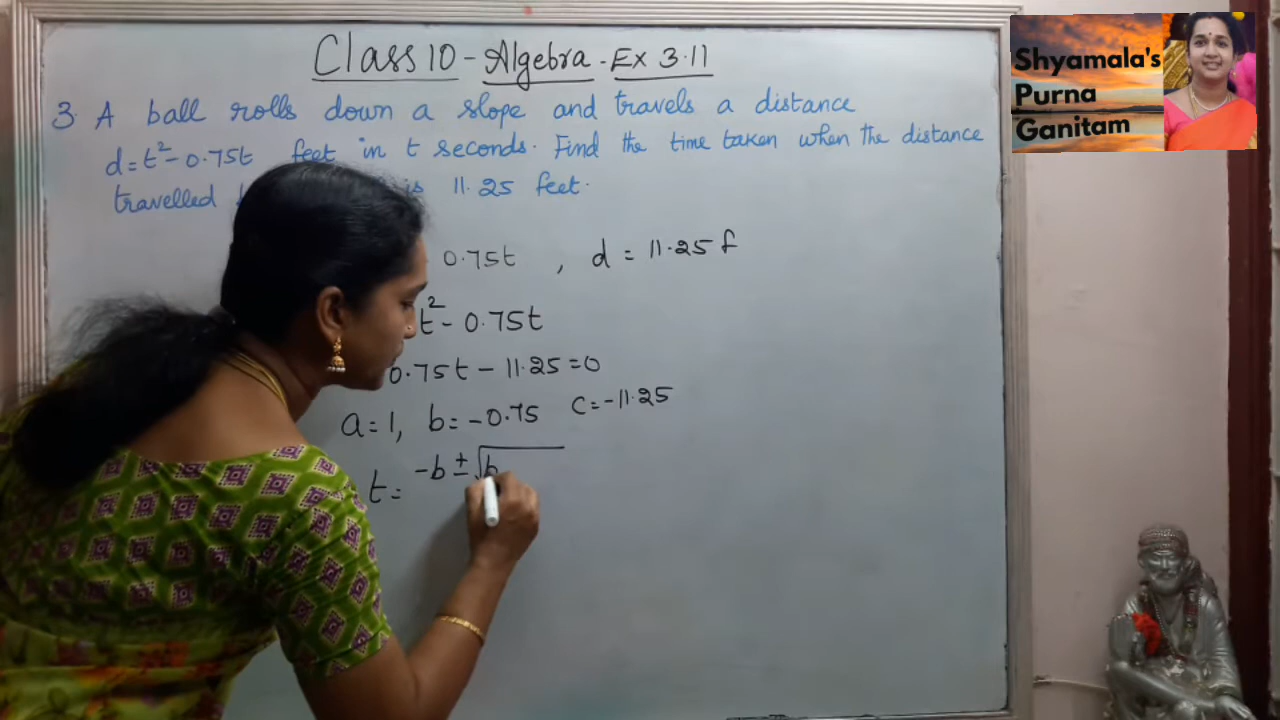 Class 10 - Algebra - Ex 3.11
Shyamala's
Purna
Ganitam
3. A ball rolls down a slope and travels a distance
d = t² - 0.75t feet in t seconds. Find the time taken when the distance
travelled is 11.25 feet.
0.75t , d = 11.25 f
t² - 0.75t
0.75t - 11.25 = 0
a = 1, b = -0.75 c = -11.25
t = -b ± √b